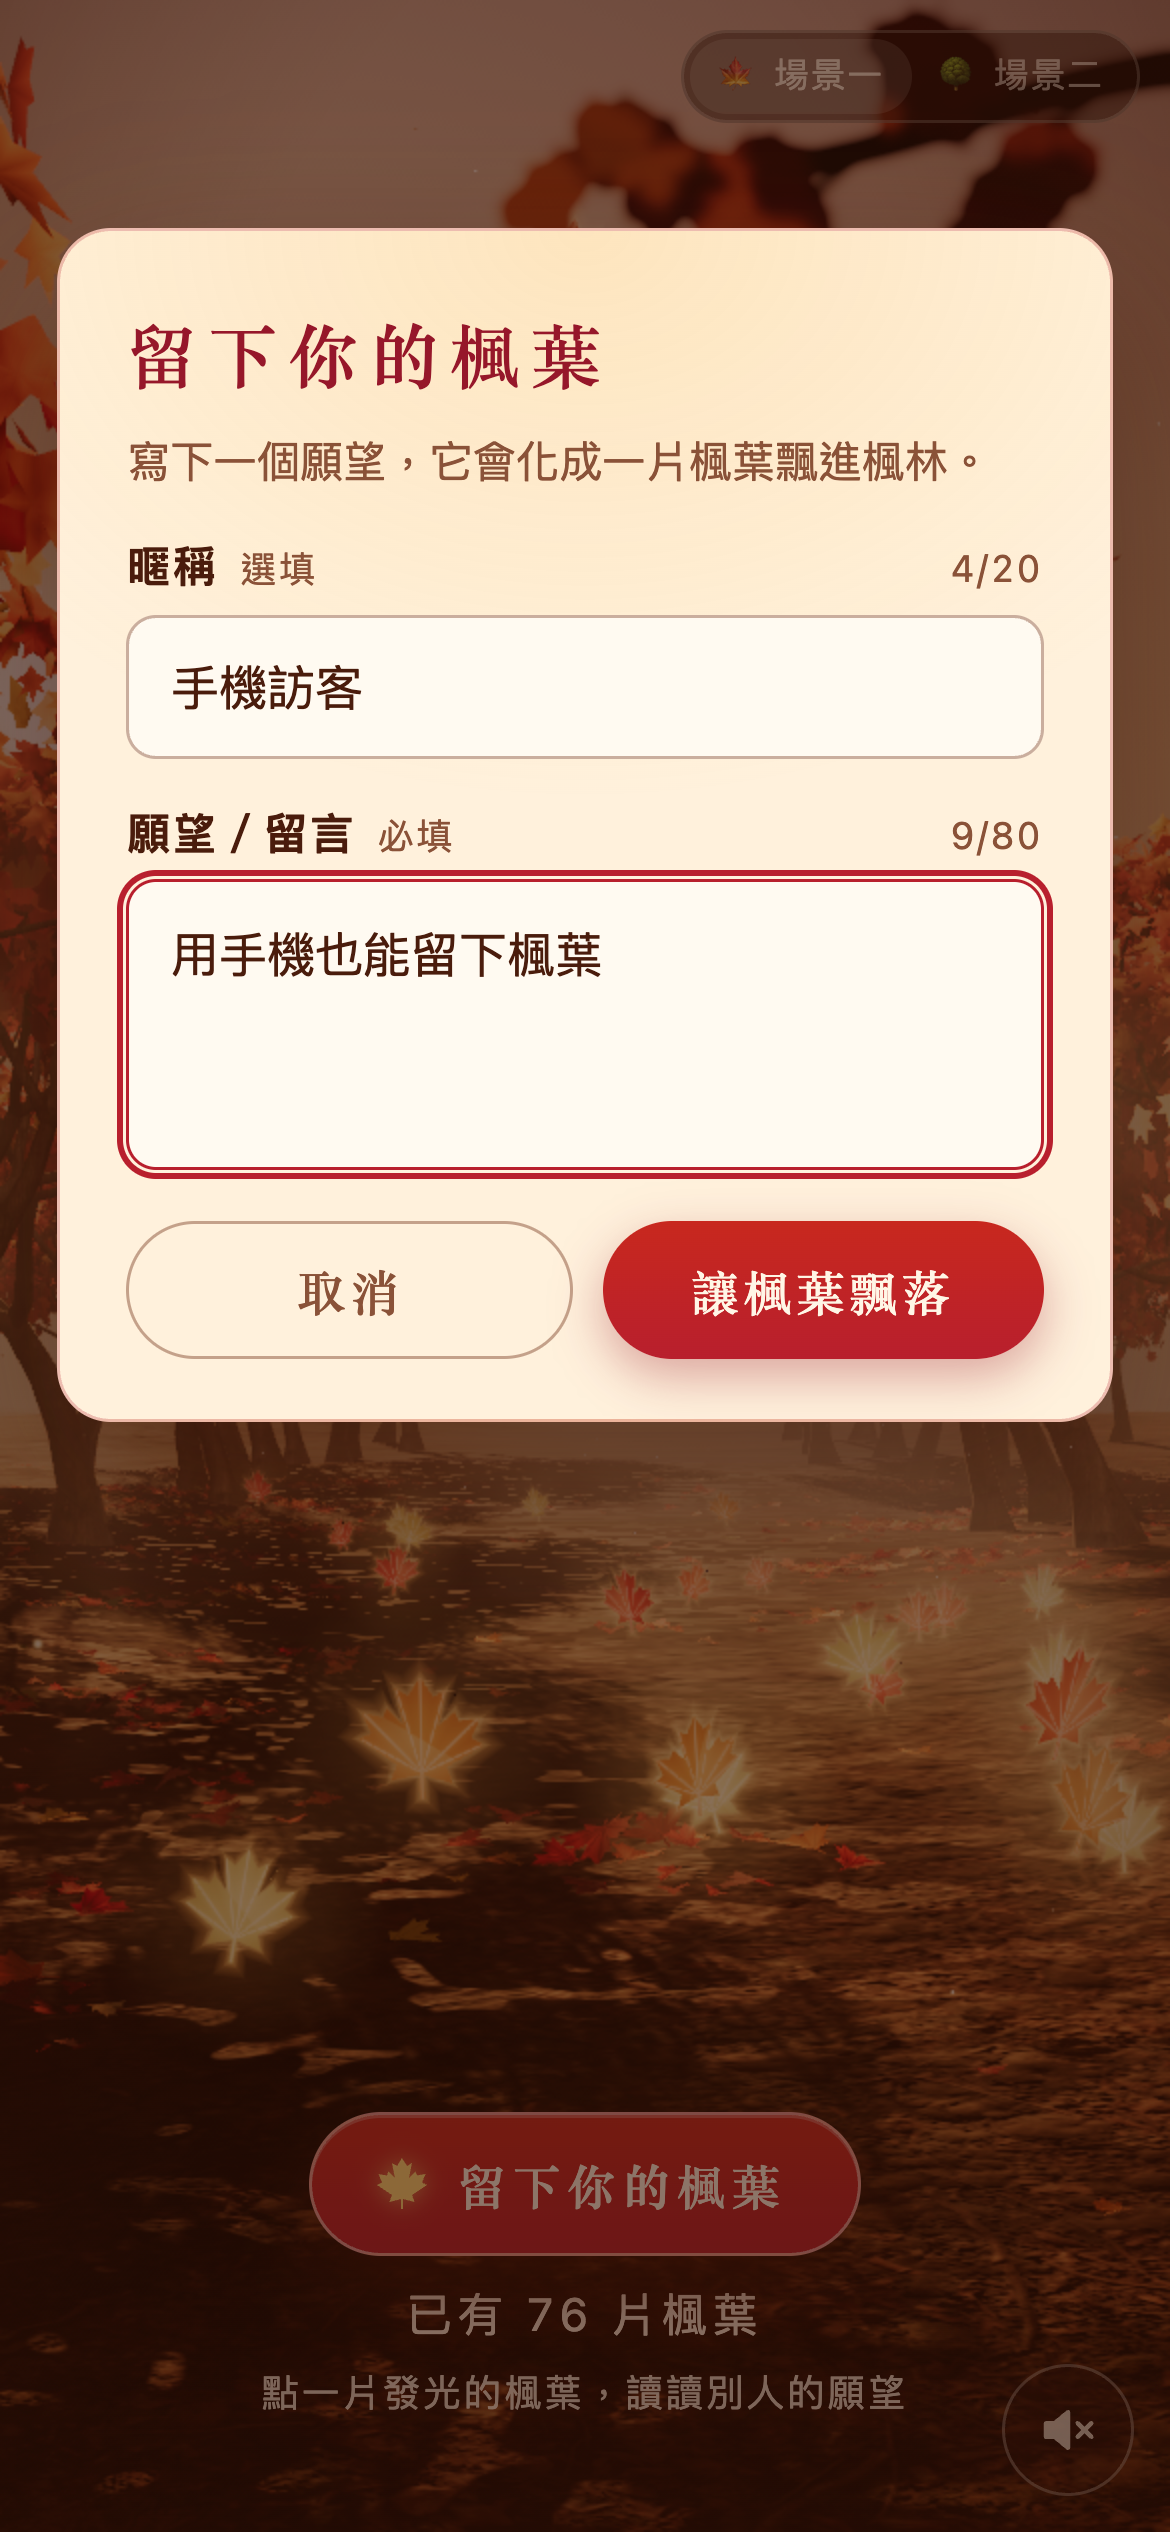 場景一
場景二
留下你的楓葉
寫下一個願望，它會化成一片楓葉飄進楓林。
暱稱 選填 4/20
手機訪客
願望 / 留言 必填 9/80
用手機也能留下楓葉
取消
讓楓葉飄落
留下你的楓葉
已有 76 片楓葉
點一片發光的楓葉，讀讀別人的願望